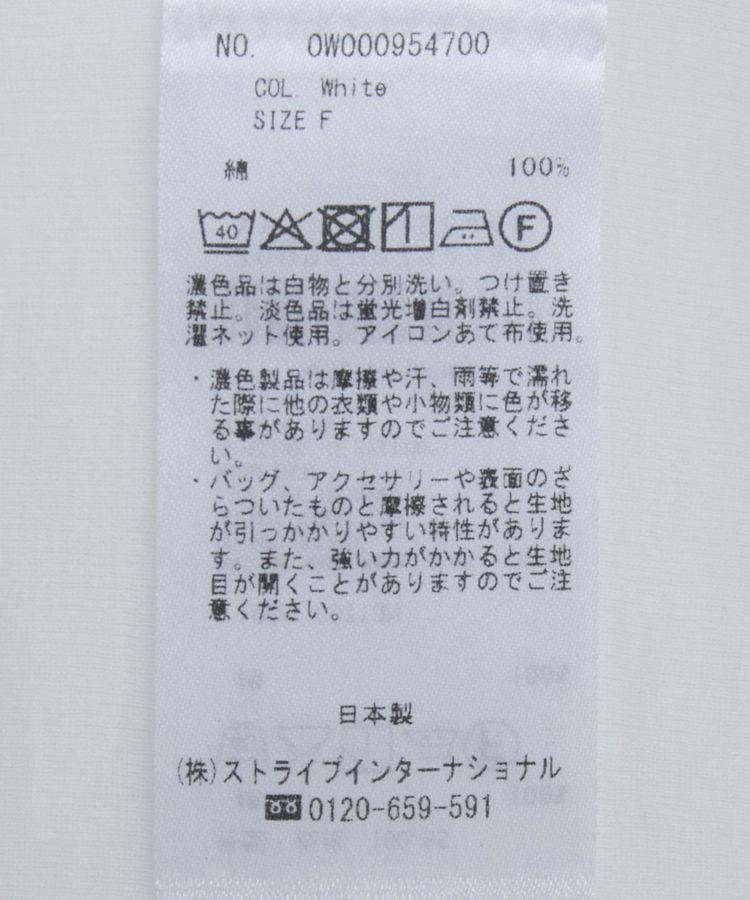 NO. 0W000954700
COL. White
SIZE F
綿 100%
40 F
濃色品は白物と分別洗い。つけ置き
禁止。淡色品は蛍光増白剤禁止。洗
濯ネット使用。アイロンあて布使用。
・濃色製品は摩擦や汗、雨等で濡れ
た際に他の衣類や小物類に色が移
る事がありますのでご注意くださ
い。
・バッグ、アクセサリーや表面のざ
らついたものと摩擦されると生地
が引っかかりやすい特性がありま
す。また、強い力がかかると生地
目が開くことがありますのでご注
意ください。
日本製
(株)ストライプインターナショナル
0120-659-591